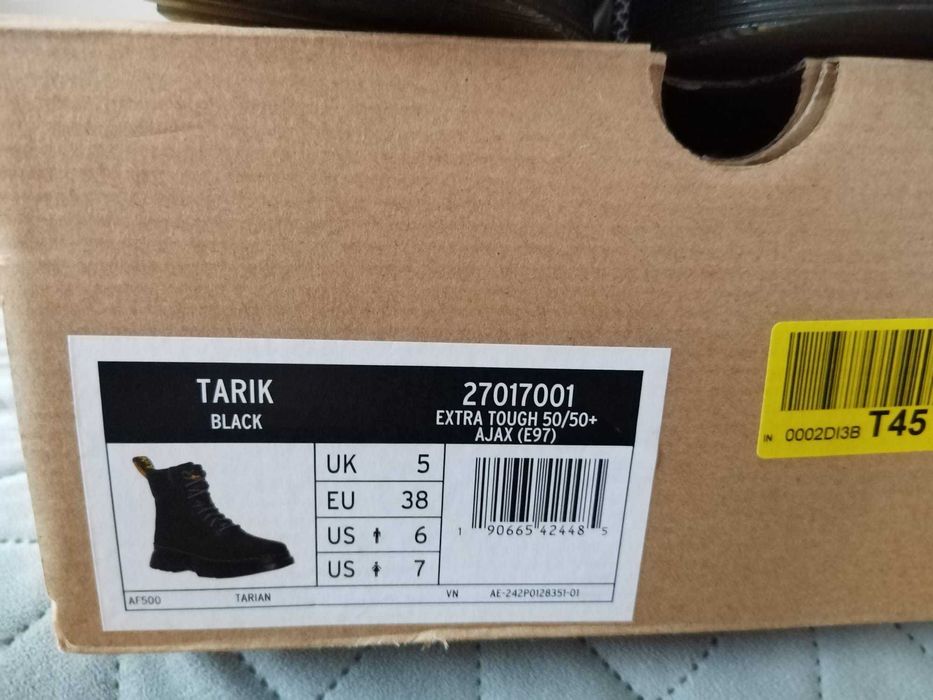 TARIK
BLACK
27017001
EXTRA TOUGH 50/50+
AJAX (E97)
UK 5
EU 38
US 6
US 7
1 90665 42448 5
AF500 TARIAN VN AE-242P0128351-01
IN 0002DI3B T45